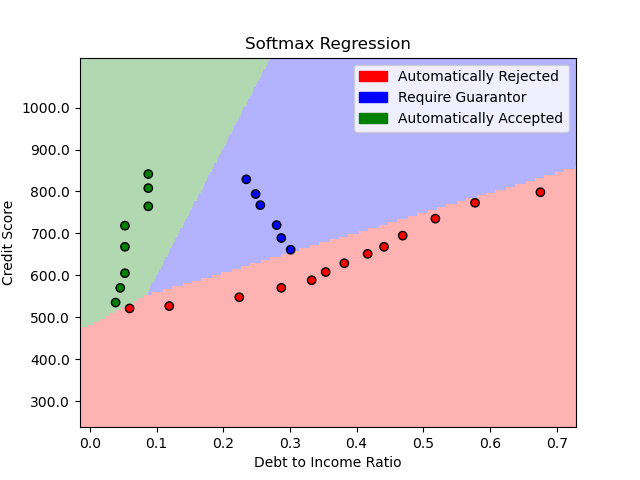 Softmax Regression
Automatically Rejected
Require Guarantor
Automatically Accepted
Credit Score
1000.0
900.0
800.0
700.0
600.0
500.0
400.0
300.0
0.0 0.1 0.2 0.3 0.4 0.5 0.6 0.7
Debt to Income Ratio